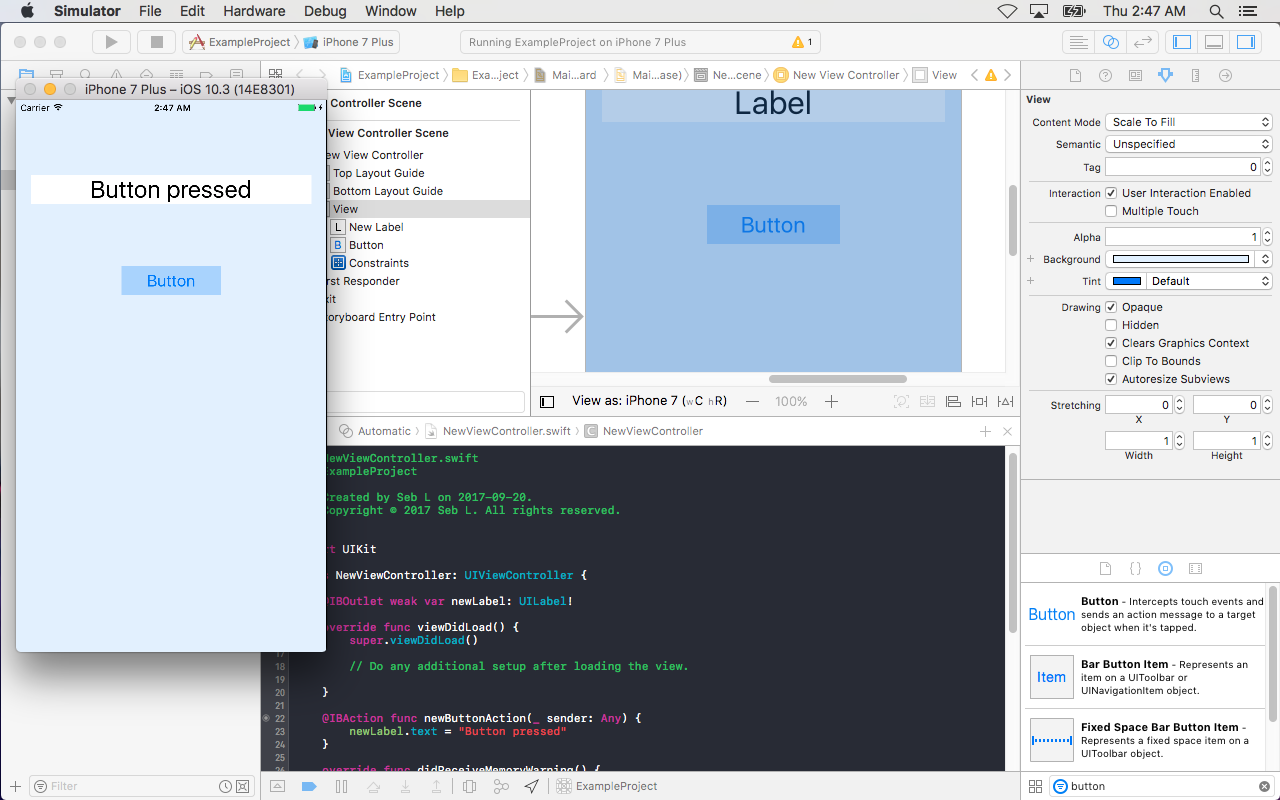 Simulator File Edit Hardware Debug Window Help Thu 2:47 AM
ExampleProject iPhone 7 Plus Running ExampleProject on iPhone 7 Plus 1
ExampleProject Exa...ject Mai...ard Mai...ase) Ne...cene New View Controller View
iPhone 7 Plus – iOS 10.3 (14E8301)
Carrer 2:47 AM
Button pressed
Button
Controller Scene
View Controller Scene
ew View Controller
Top Layout Guide
Bottom Layout Guide
View
L New Label
B Button
Constraints
rst Responder
xit
oryboard Entry Point
Label
Button
View as: iPhone 7 (wC hR) — 100% +
Automatic NewViewController.swift NewViewController
NewViewController.swift
ExampleProject
Created by Seb L on 2017-09-20.
Copyright © 2017 Seb L. All rights reserved.
t UIKit
NewViewController: UIViewController {
@IBOutlet weak var newLabel: UILabel!
override func viewDidLoad() {
super.viewDidLoad()
17
18 // Do any additional setup after loading the view.
19
20 }
21
22 @IBAction func newButtonAction(_ sender: Any) {
23 newLabel.text = "Button pressed"
24 }
25
26 override func didReceiveMemoryWarning() {
Filter
ExampleProject
View
Content Mode Scale To Fill
Semantic Unspecified
Tag 0
Interaction User Interaction Enabled
Multiple Touch
Alpha 1
Background
Tint Default
Drawing Opaque
Hidden
Clears Graphics Context
Clip To Bounds
Autoresize Subviews
Stretching 0 0
X Y
1 1
Width Height
Button
Button - Intercepts touch events and
sends an action message to a target
object when it's tapped.
Item
Bar Button Item - Represents an
item on a UIToolbar or
UINavigationItem object.
Fixed Space Bar Button Item -
Represents a fixed space item on a
UIToolbar object.
button